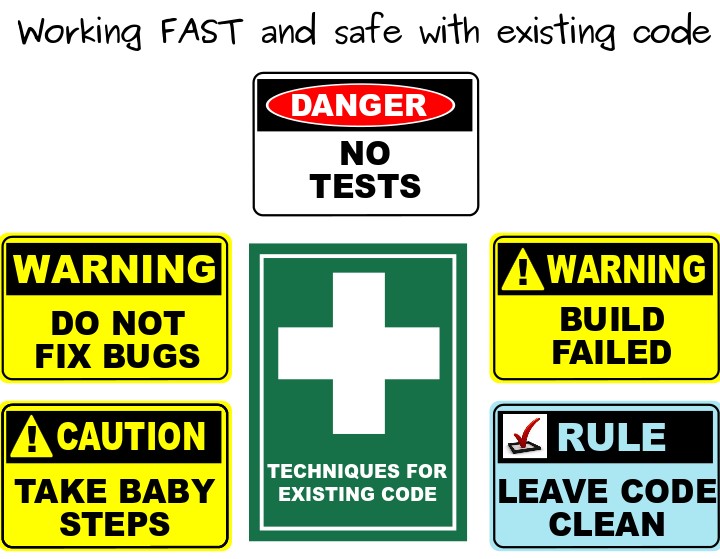 Working FAST and safe with existing code
DANGER
NO
TESTS
WARNING
DO NOT
FIX BUGS
WARNING
BUILD
FAILED
CAUTION
TAKE BABY
STEPS
TECHNIQUES FOR
EXISTING CODE
RULE
LEAVE CODE
CLEAN